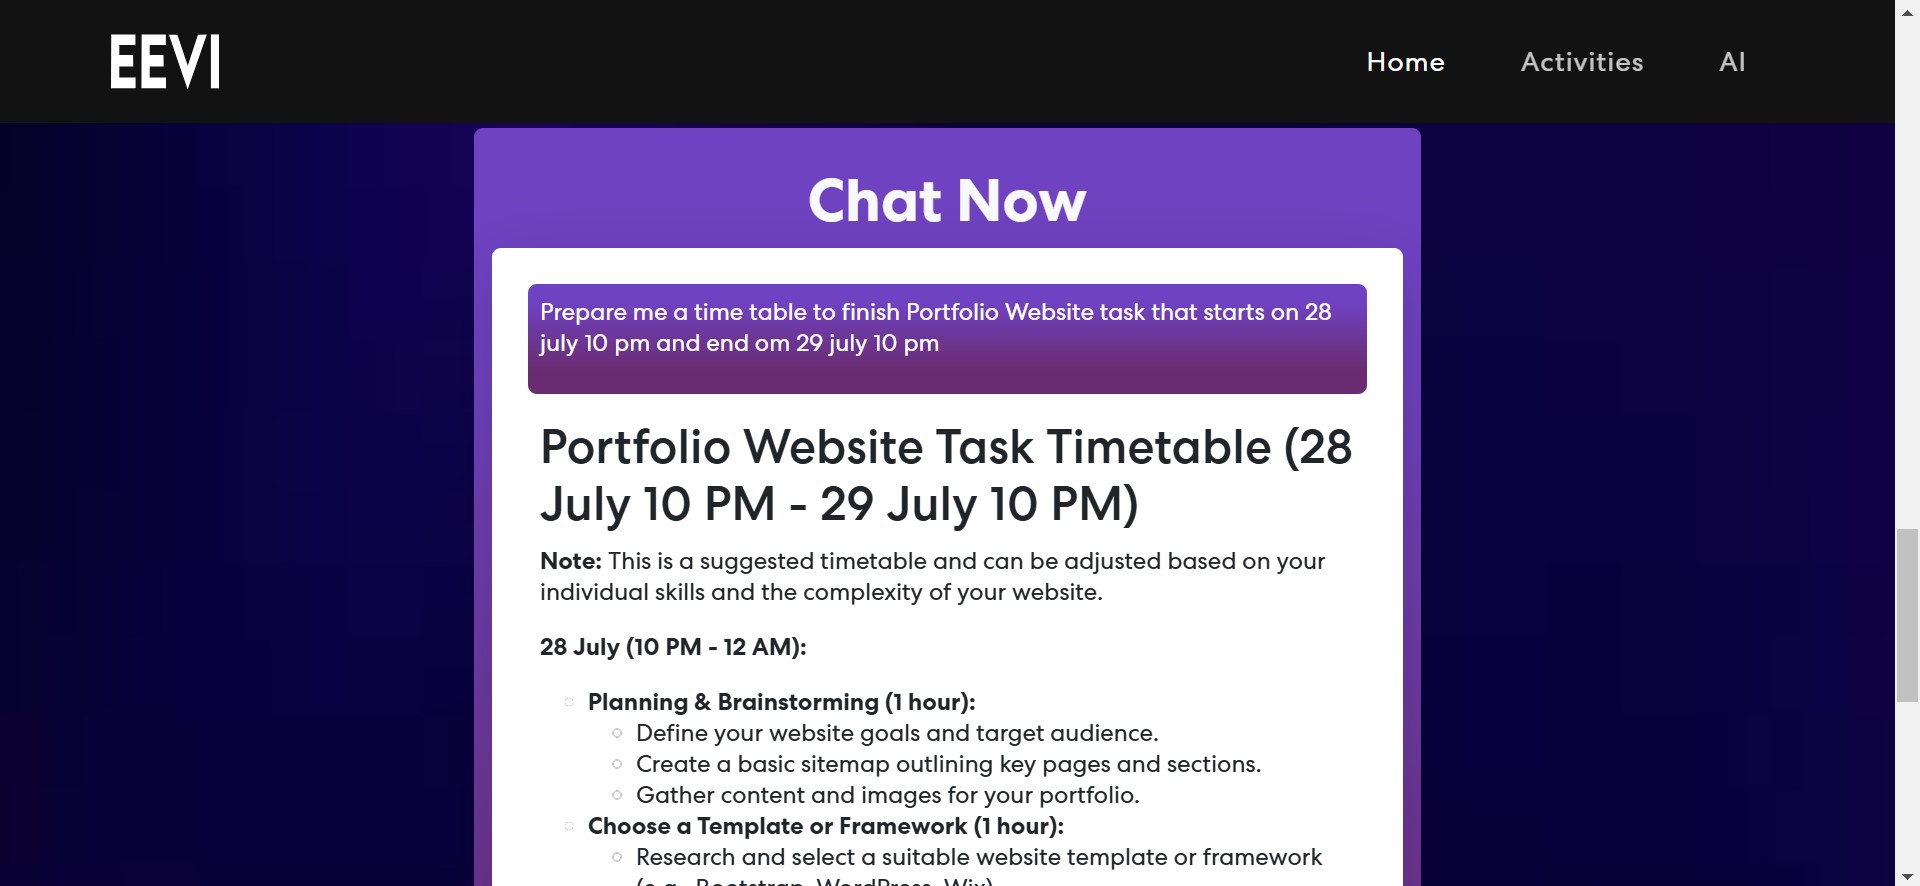 EEVI
Home
Activities
AI
Chat Now
Prepare me a time table to finish Portfolio Website task that starts on 28
july 10 pm and end om 29 july 10 pm
Portfolio Website Task Timetable (28
July 10 PM - 29 July 10 PM)
Note: This is a suggested timetable and can be adjusted based on your
individual skills and the complexity of your website.
28 July (10 PM - 12 AM):
Planning & Brainstorming (1 hour):
Define your website goals and target audience.
Create a basic sitemap outlining key pages and sections.
Gather content and images for your portfolio.
Choose a Template or Framework (1 hour):
Research and select a suitable website template or framework
(e.g., Bootstrap, WordPress, Wix)